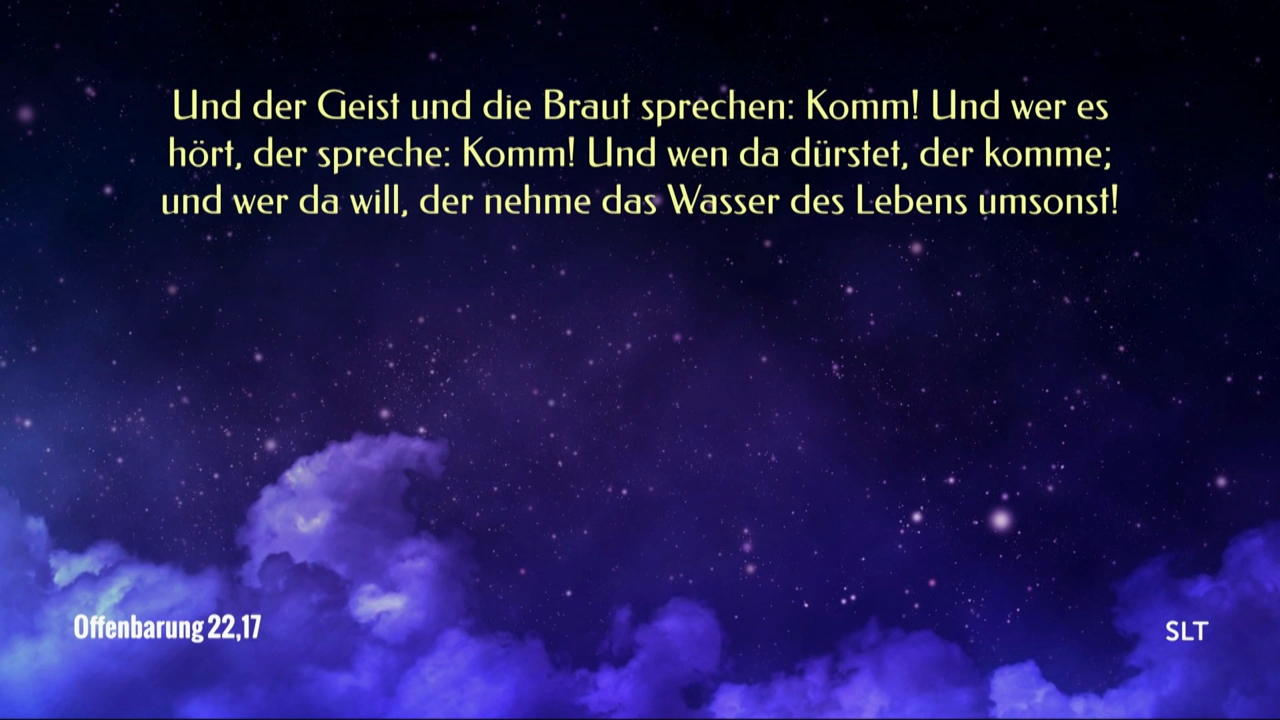 Und der Geist und die Braut sprechen: Komm! Und wer es
hört, der spreche: Komm! Und wen da dürstet, der komme;
und wer da will, der nehme das Wasser des Lebens umsonst!
Offenbarung 22,17
SLT